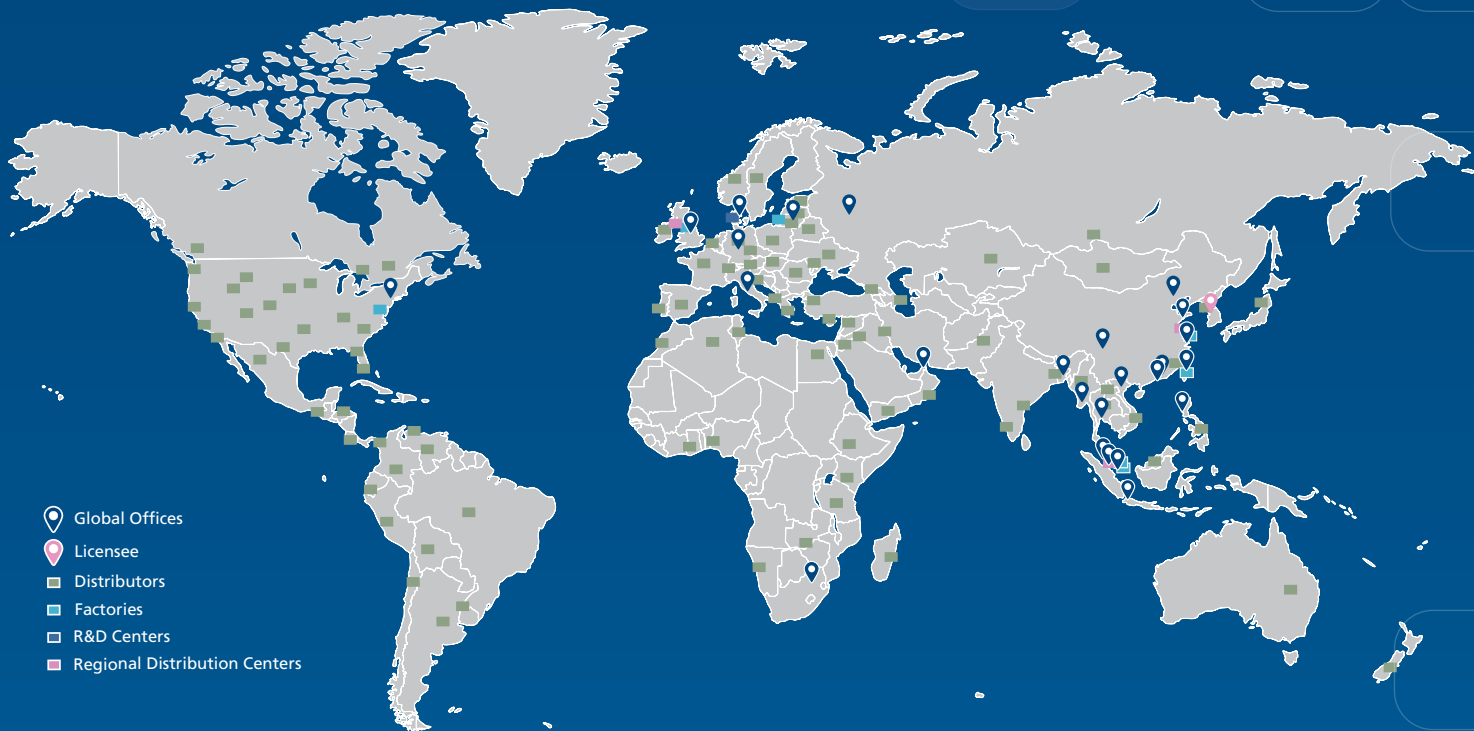 Global Offices
Licensee
Distributors
Factories
R&D Centers
Regional Distribution Centers